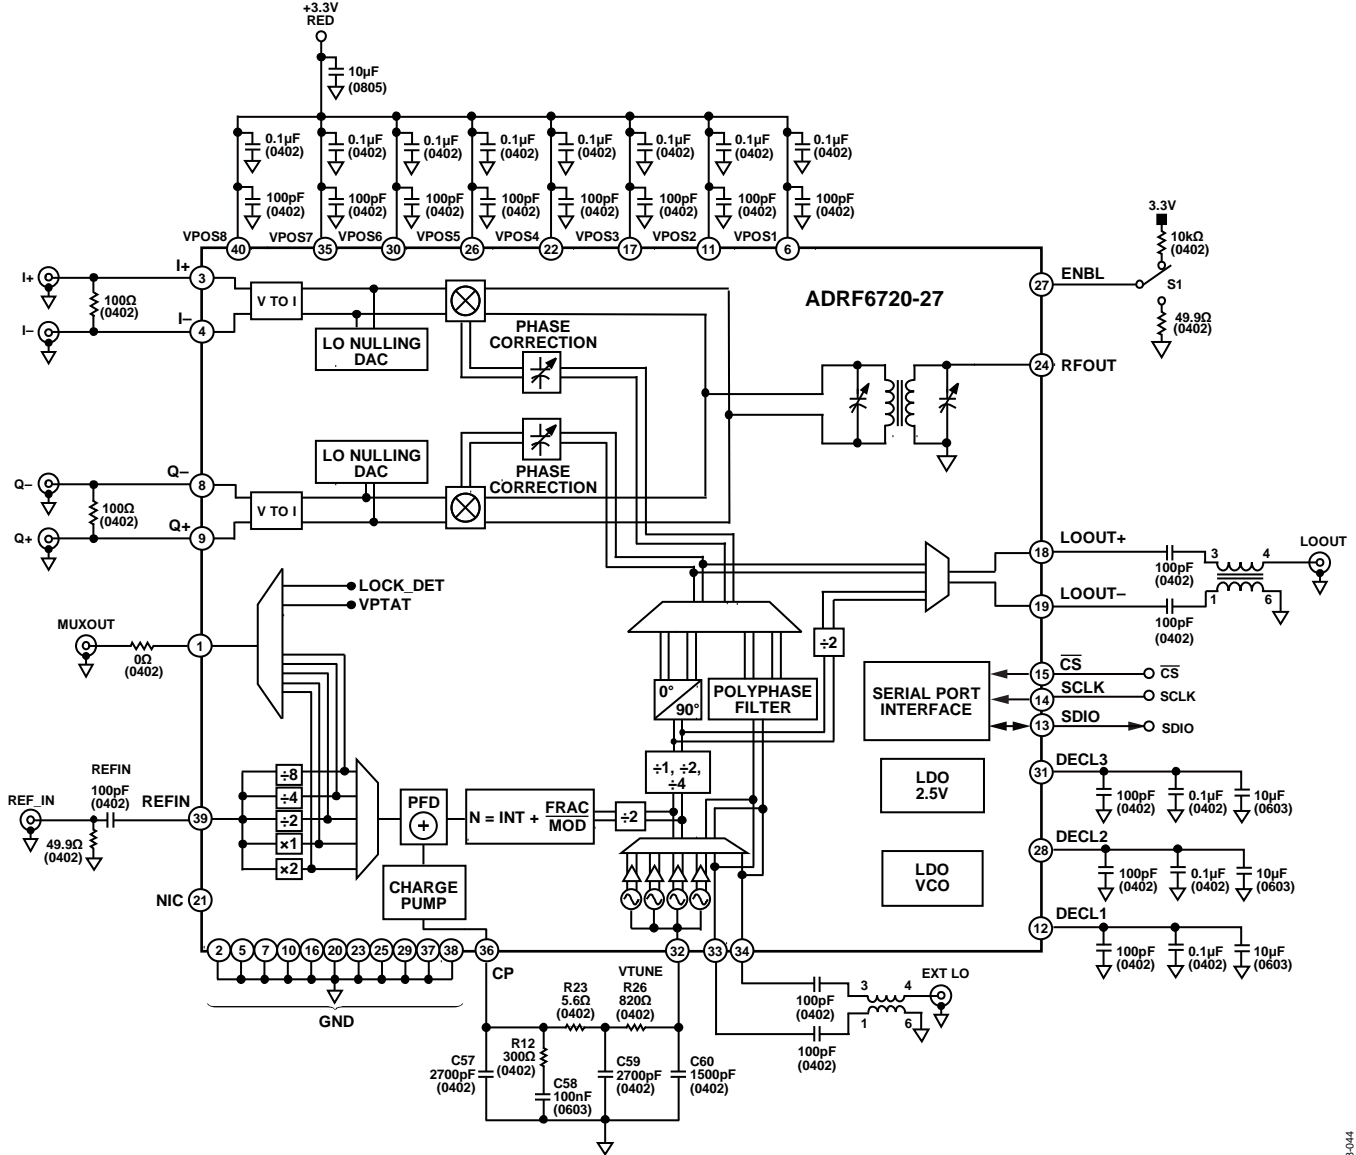 +3.3V
RED
10µF
(0805)
0.1µF
(0402)
0.1µF
(0402)
0.1µF
(0402)
0.1µF
(0402)
0.1µF
(0402)
0.1µF
(0402)
0.1µF
(0402)
0.1µF
(0402)
100pF
(0402)
100pF
(0402)
100pF
(0402)
100pF
(0402)
100pF
(0402)
100pF
(0402)
100pF
(0402)
100pF
(0402)
VPOS8 VPOS7 VPOS6 VPOS5 VPOS4 VPOS3 VPOS2 VPOS1
40 35 30 26 22 17 11 6
3.3V
10kΩ
(0402)
S1
49.9Ω
(0402)
ENBL
27
ADRF6720-27
I+
I+
3
100Ω
(0402)
I–
I–
4
V TO I
LO NULLING
DAC
PHASE
CORRECTION
24
RFOUT
LO NULLING
DAC
PHASE
CORRECTION
Q–
Q–
8
100Ω
(0402)
Q+
Q+
9
V TO I
18
LOOUT+
100pF
(0402)
3 4
LOOUT
19
LOOUT–
100pF
(0402)
1 6
LOCK_DET
VPTAT
MUXOUT
0Ω
(0402)
1
÷2
0°
90°
POLYPHASE
FILTER
SERIAL PORT
INTERFACE
15
CS
CS
14
SCLK
SCLK
13
SDIO
SDIO
÷1, ÷2,
÷4
LDO
2.5V
31
DECL3
100pF
(0402)
0.1µF
(0402)
10µF
(0603)
REF_IN
REFIN
100pF
(0402)
49.9Ω
(0402)
REFIN
39
÷8
÷4
÷2
×1
×2
PFD
+
N = INT + FRAC
MOD
÷2
CHARGE
PUMP
LDO
VCO
28
DECL2
100pF
(0402)
0.1µF
(0402)
10µF
(0603)
NIC
21
12
DECL1
100pF
(0402)
0.1µF
(0402)
10µF
(0603)
2 5 7 10 16 20 23 25 29 37 38 36 32 33 34
GND
CP
VTUNE
R23
5.6Ω
(0402)
R26
820Ω
(0402)
R12
300Ω
(0402)
C57
2700pF
(0402)
C58
100nF
(0603)
C59
2700pF
(0402)
C60
1500pF
(0402)
100pF
(0402)
100pF
(0402)
3 4
1 6
EXT LO